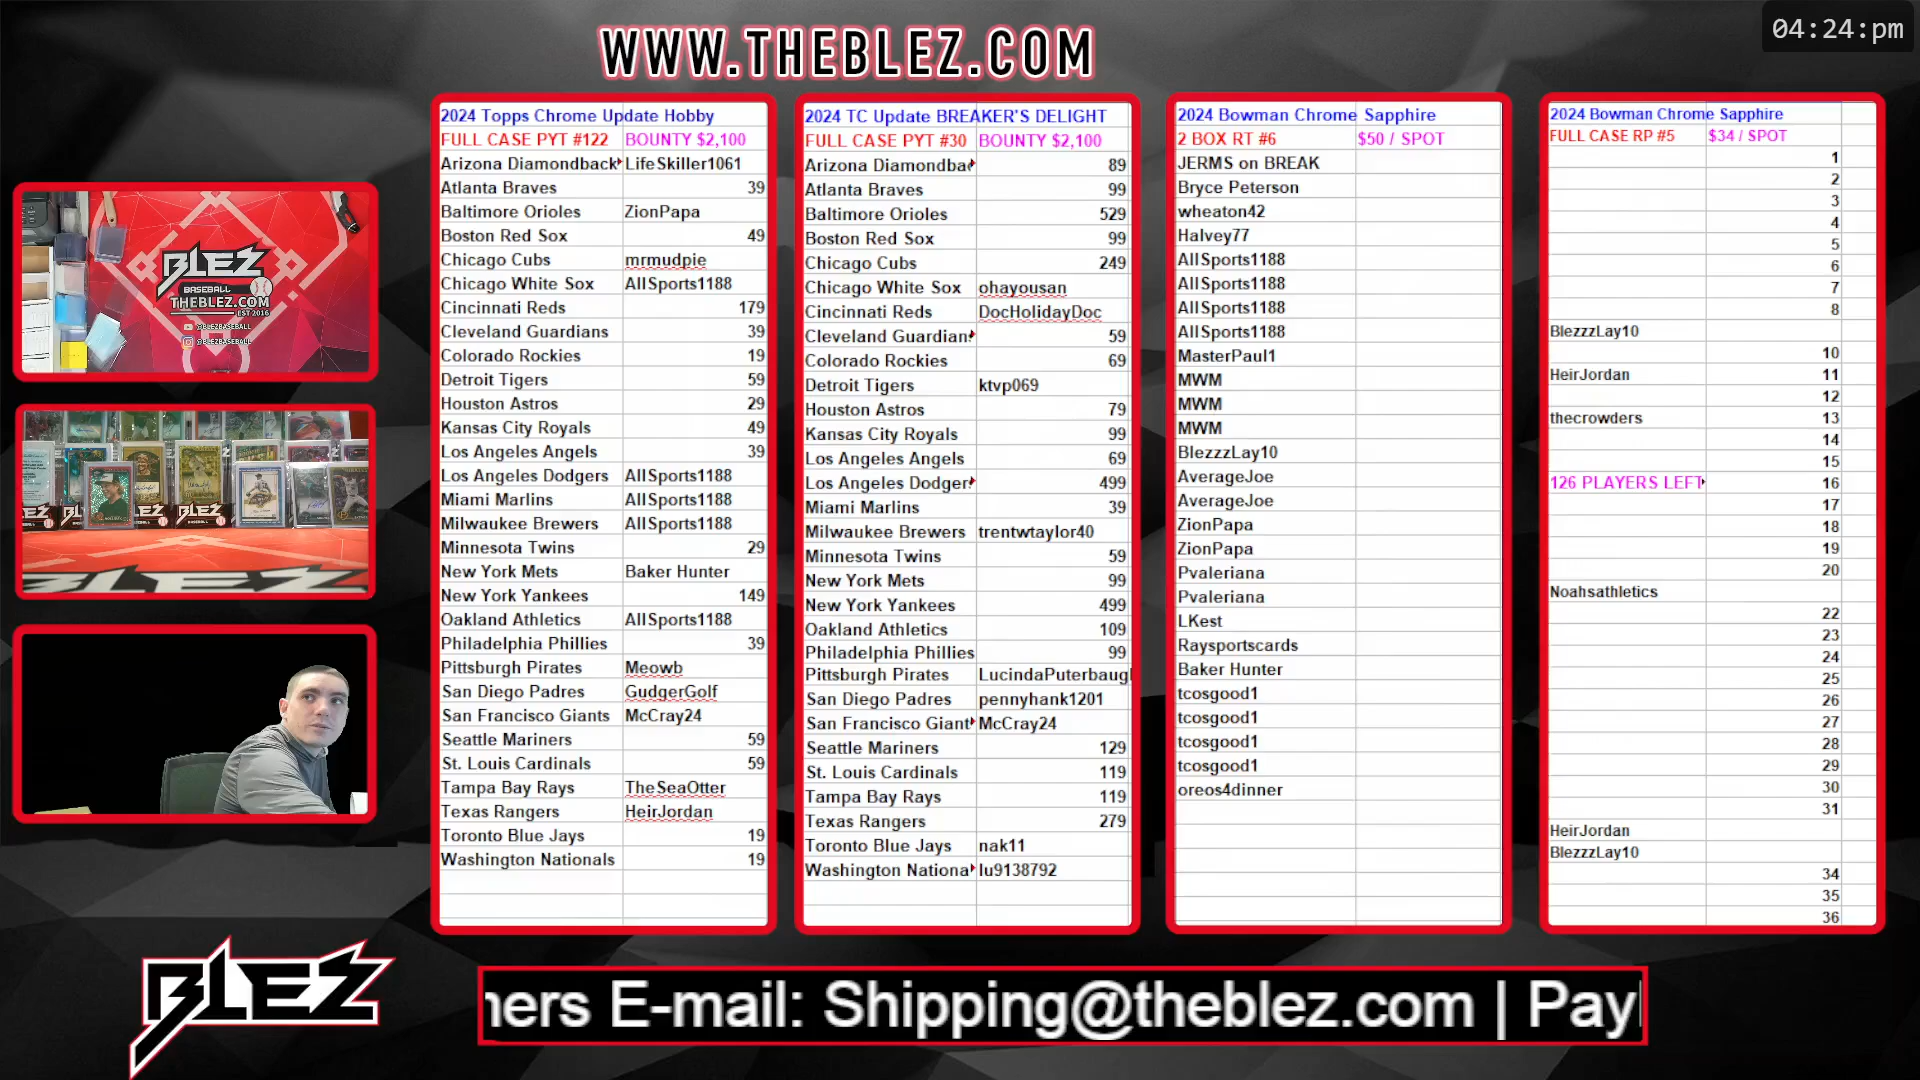 04:24:pm
WWW.THEBLEZ.COM
2024 Topps Chrome Update Hobby
FULL CASE PYT #122 BOUNTY $2,100
Arizona Diamondback LifeSkiller1061
Atlanta Braves 39
Baltimore Orioles ZionPapa
Boston Red Sox 49
Chicago Cubs mrmudpie
Chicago White Sox AllSports1188
Cincinnati Reds 179
Cleveland Guardians 39
Colorado Rockies 19
Detroit Tigers 59
Houston Astros 29
Kansas City Royals 49
Los Angeles Angels 39
Los Angeles Dodgers AllSports1188
Miami Marlins AllSports1188
Milwaukee Brewers AllSports1188
Minnesota Twins 29
New York Mets Baker Hunter
New York Yankees 149
Oakland Athletics AllSports1188
Philadelphia Phillies 39
Pittsburgh Pirates Meowb
San Diego Padres GudgerGolf
San Francisco Giants McCray24
Seattle Mariners 59
St. Louis Cardinals 59
Tampa Bay Rays TheSeaOtter
Texas Rangers HeirJordan
Toronto Blue Jays 19
Washington Nationals 19
2024 TC Update BREAKER'S DELIGHT
FULL CASE PYT #30 BOUNTY $2,100
Arizona Diamondba 89
Atlanta Braves 99
Baltimore Orioles 529
Boston Red Sox 99
Chicago Cubs 249
Chicago White Sox ohayousan
Cincinnati Reds DocHolidayDoc
Cleveland Guardian 59
Colorado Rockies 69
Detroit Tigers ktvp069
Houston Astros 79
Kansas City Royals 99
Los Angeles Angels 69
Los Angeles Dodger 499
Miami Marlins 39
Milwaukee Brewers trentwtaylor40
Minnesota Twins 59
New York Mets 99
New York Yankees 499
Oakland Athletics 109
Philadelphia Phillies 99
Pittsburgh Pirates LucindaPuterbaugh
San Diego Padres pennyhank1201
San Francisco Giant McCray24
Seattle Mariners 129
St. Louis Cardinals 119
Tampa Bay Rays 119
Texas Rangers 279
Toronto Blue Jays nak11
Washington Nationa lu9138792
2024 Bowman Chrome Sapphire
2 BOX RT #6 $50 / SPOT
JERMS on BREAK
Bryce Peterson
wheaton42
Halvey77
AllSports1188
AllSports1188
AllSports1188
AllSports1188
MasterPaul1
MWM
MWM
MWM
BlezzzLay10
AverageJoe
AverageJoe
ZionPapa
ZionPapa
Pvaleriana
Pvaleriana
LKest
Raysportscards
Baker Hunter
tcosgood1
tcosgood1
tcosgood1
tcosgood1
oreos4dinner
2024 Bowman Chrome Sapphire
FULL CASE RP #5 $34 / SPOT
1
2
3
4
5
6
7
8
BlezzzLay10
10
HeirJordan 11
12
thecrowders 13
14
15
126 PLAYERS LEFT 16
17
18
19
20
Noahsathletics
22
23
24
25
26
27
28
29
30
31
HeirJordan
BlezzzLay10
34
35
36
BLEZ
BASEBALL
THEBLEZ.COM
EST 2016
@BLEZBASEBALL
@BLEZBASEBALL
BLEZ
BLEZ
BLEZ
BLEZ
ners E-mail: Shipping@theblez.com | Pay